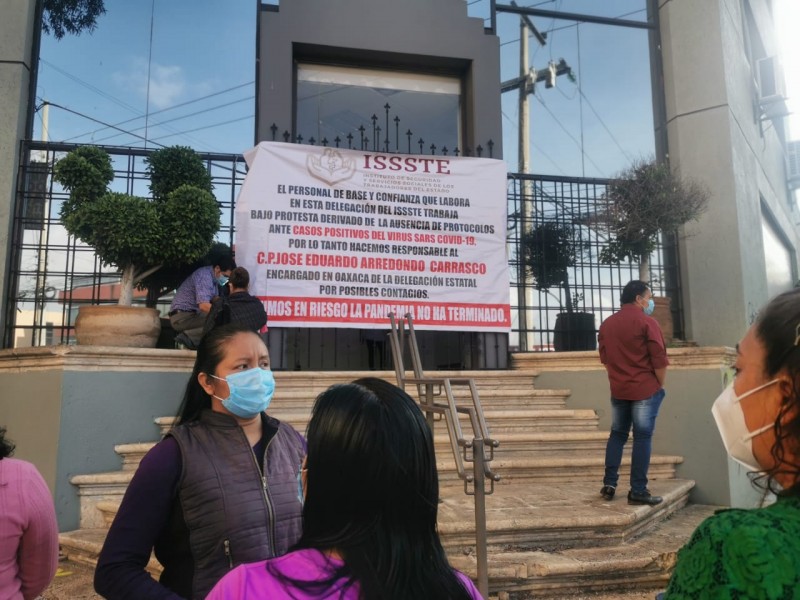 ISSSTE
INSTITUTO DE SEGURIDAD
Y SERVICIOS SOCIALES DE LOS
TRABAJADORES DEL ESTADO
EL PERSONAL DE BASE Y CONFIANZA QUE LABORA
EN ESTA DELEGACIÓN DEL ISSSTE TRABAJA
BAJO PROTESTA DERIVADO DE LA AUSENCIA DE PROTOCOLOS
ANTE CASOS POSITIVOS DEL VIRUS SARS COVID-19.
POR LO TANTO HACEMOS RESPONSABLE AL
C.P.JOSE EDUARDO ARREDONDO CARRASCO
ENCARGADO EN OAXACA DE LA DELEGACIÓN ESTATAL
POR POSIBLES CONTAGIOS.
IMOS EN RIESGO LA PANDEMIA NO HA TERMINADO.